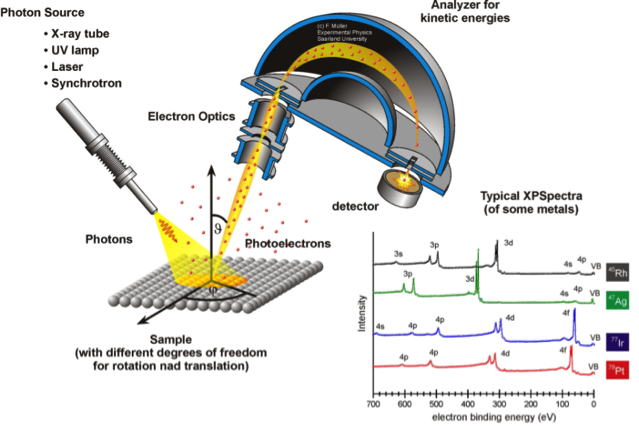 Photon Source
• X-ray tube
• UV lamp
• Laser
• Synchrotron
Analyzer for
kinetic energies
(c) F. Müller
Experimental Physics
Saarland University
Electron Optics
detector
Photons
ϑ
Photoelectrons
φ
Sample
(with different degrees of freedom
for rotation nad translation)
Typical XPSpectra
(of some metals)
3s 3p 3d 4s 4p VB 45Rh
3p 3d 4s 4p VB 47Ag
4s 4p 4p 4d 4f VB 77Ir
4p 4p 4d 4f VB 78Pt
Intensity
700 600 500 400 300 200 100 0
electron binding energy (eV)